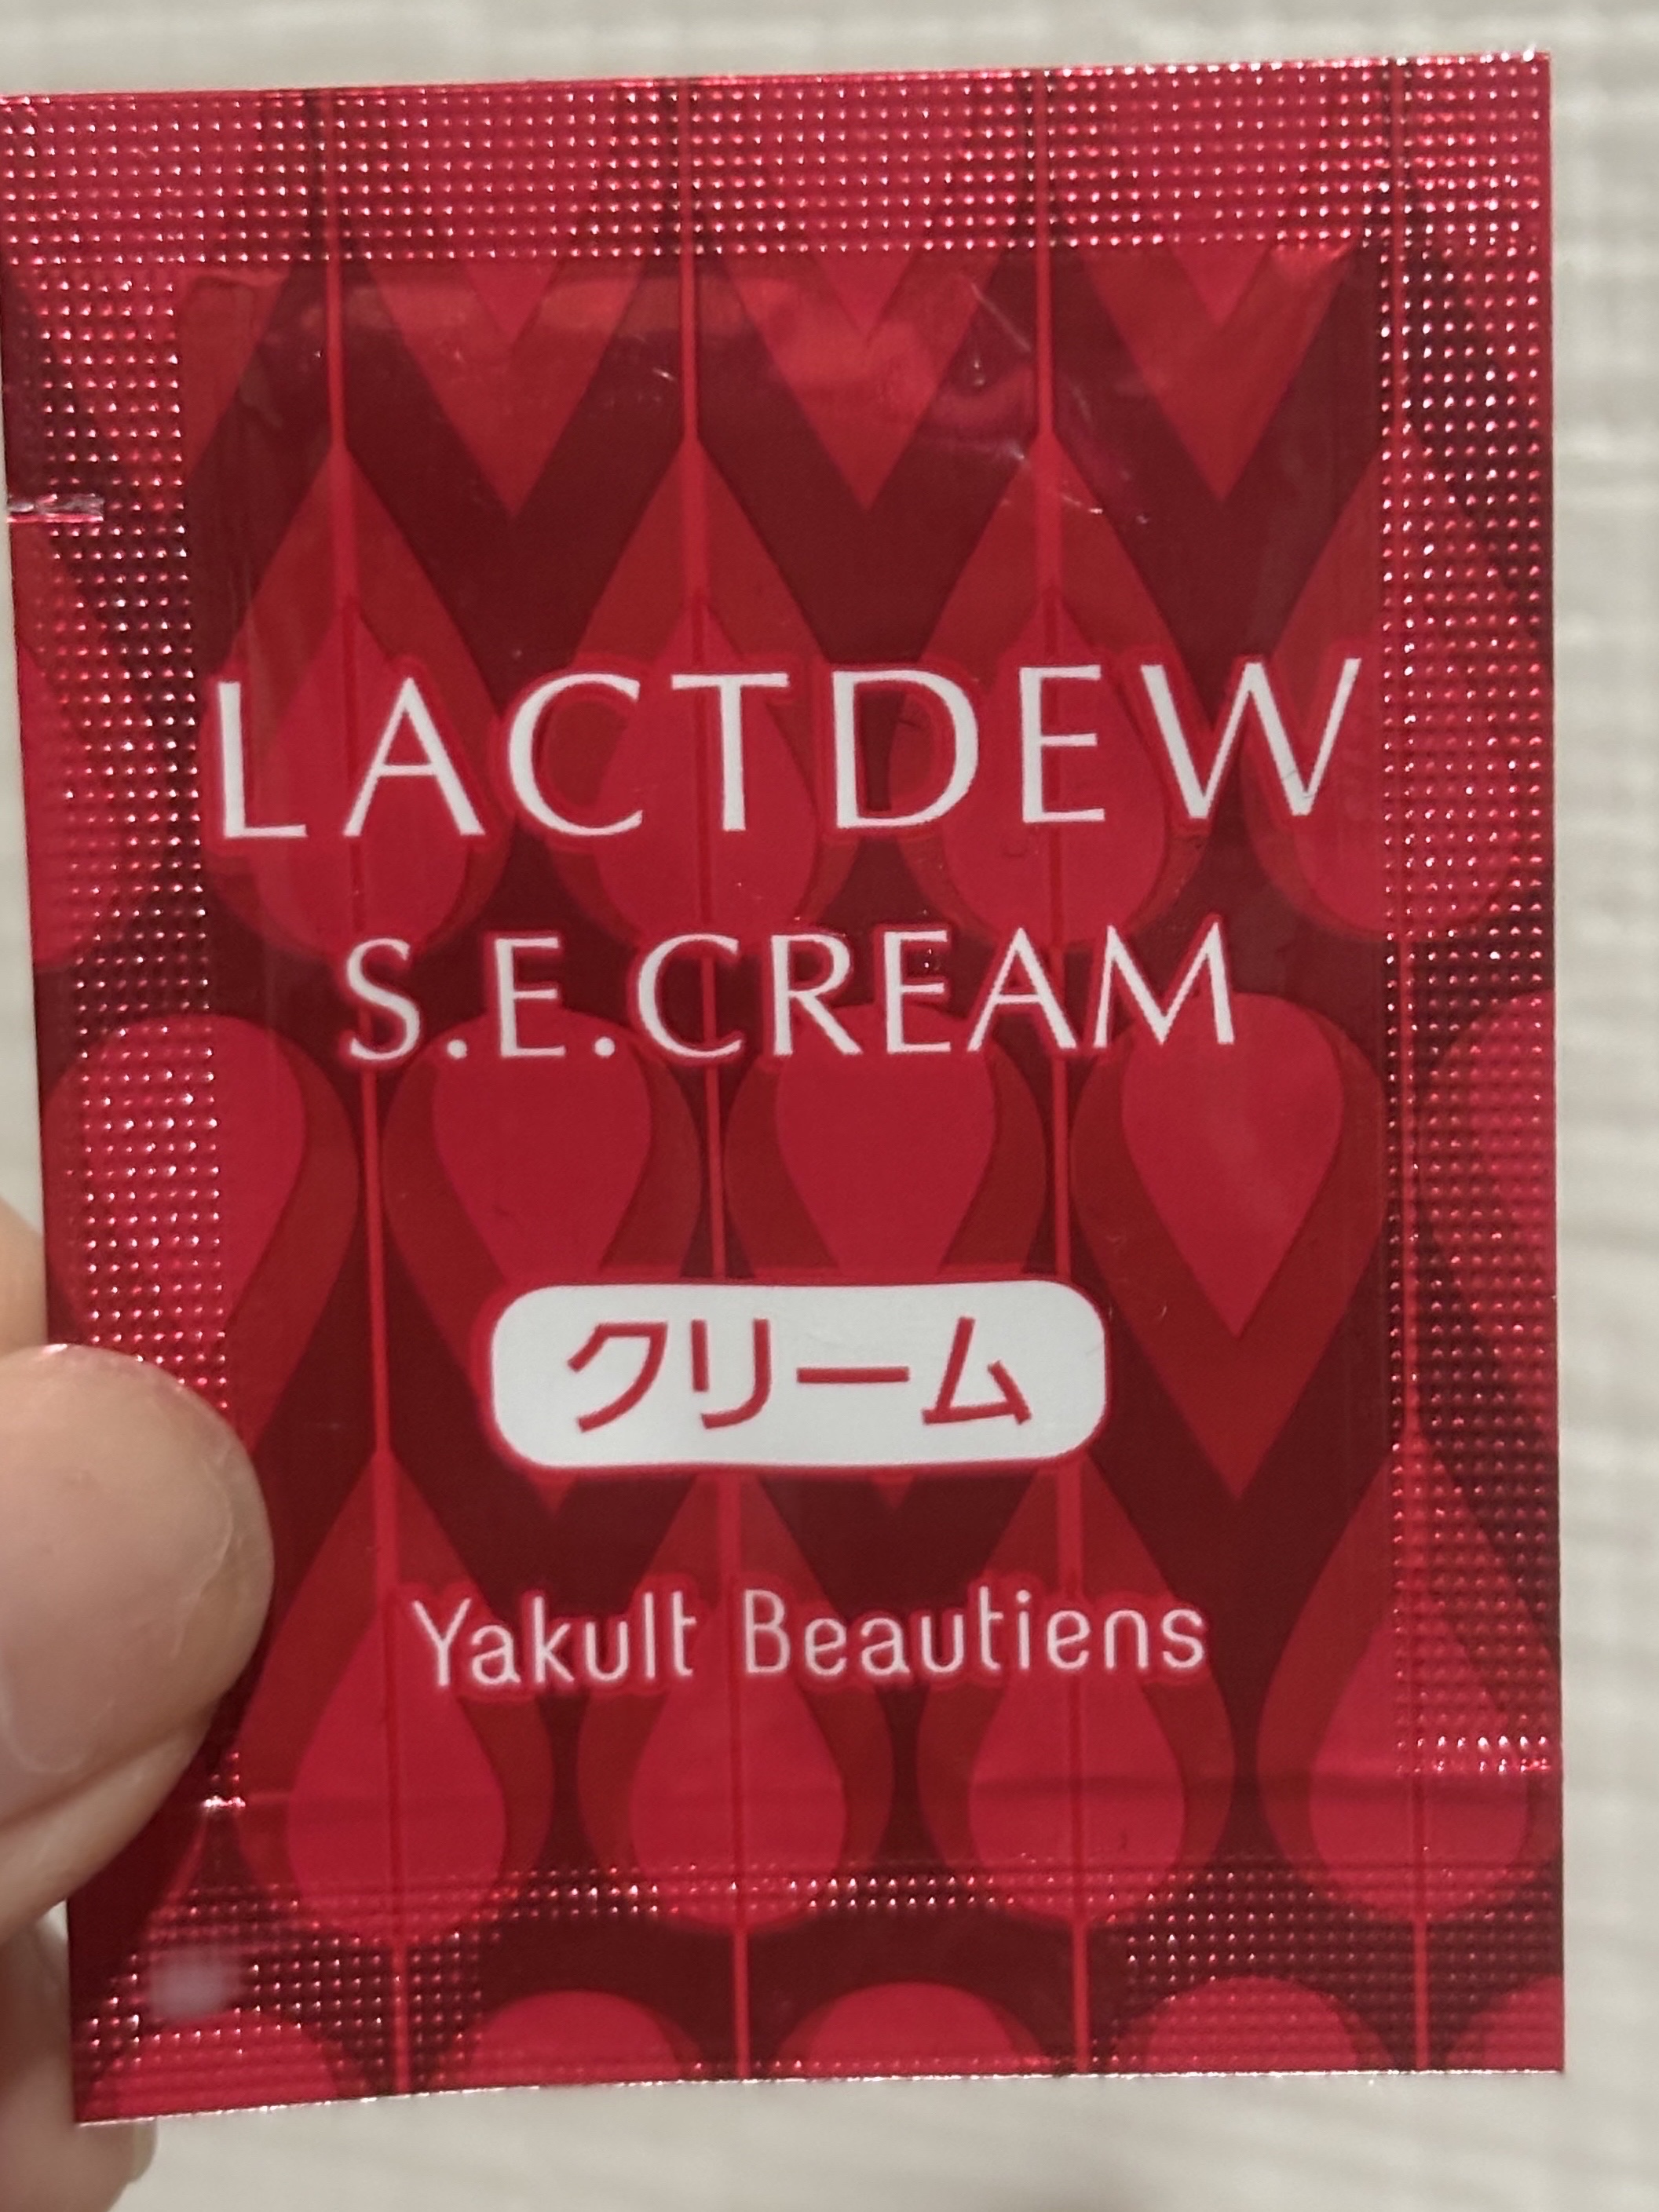 LACTDEW
S.E.CREAM
クリーム
Yakult Beautiens